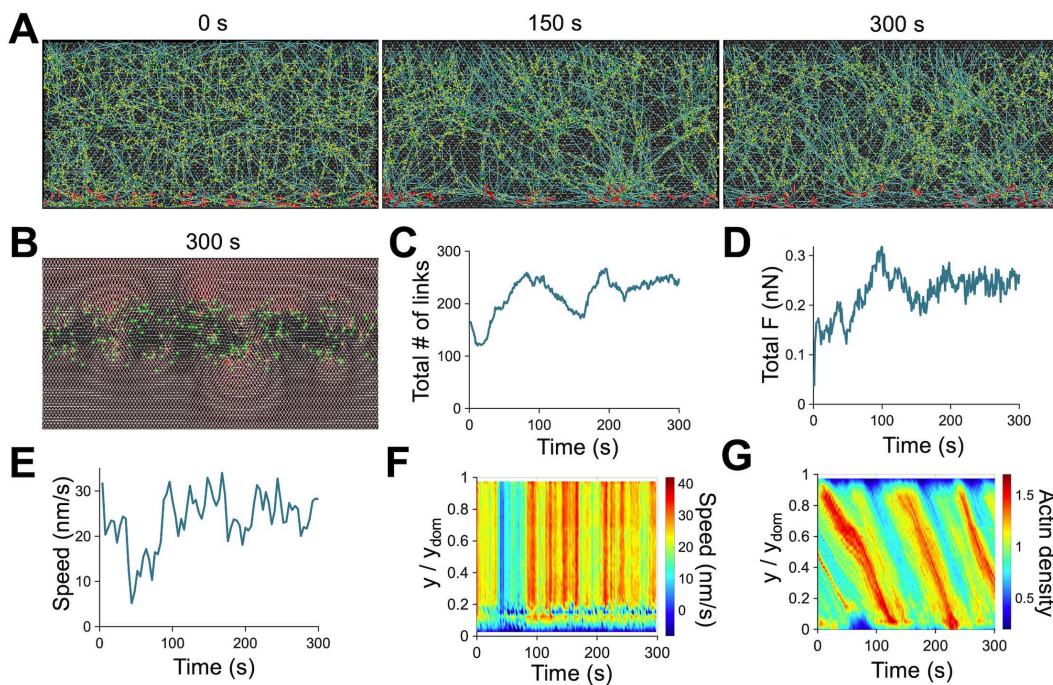 A
0 s
150 s
300 s
B
300 s
C
Total # of links
300
200
100
0
0
100
200
300
Time (s)
D
Total F (nN)
0.3
0.2
0.1
0
0
100
200
300
Time (s)
E
Speed (nm/s)
30
20
10
0
0
100
200
300
Time (s)
F
y / ydom
1
0.8
0.6
0.4
0.2
0
0
100
200
300
Time (s)
40
30
20
10
0
Speed (nm/s)
G
y / ydom
1
0.8
0.6
0.4
0.2
0
0
100
200
300
Time (s)
1.5
1
0.5
Actin density